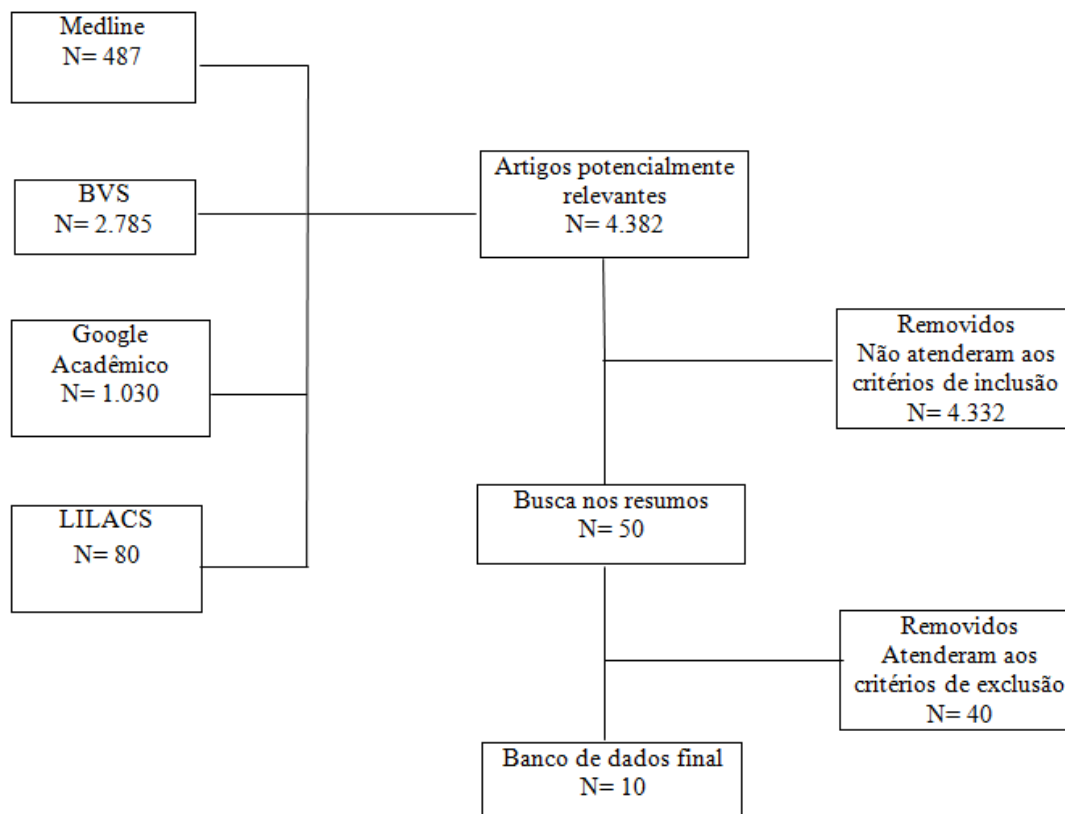 Medline
N= 487
BVS
N= 2.785
Google
Acadêmico
N= 1.030
LILACS
N= 80
Artigos potencialmente
relevantes
N= 4.382
Removidos
Não atenderam aos
critérios de inclusão
N= 4.332
Busca nos resumos
N= 50
Removidos
Atenderam aos
critérios de exclusão
N= 40
Banco de dados final
N= 10